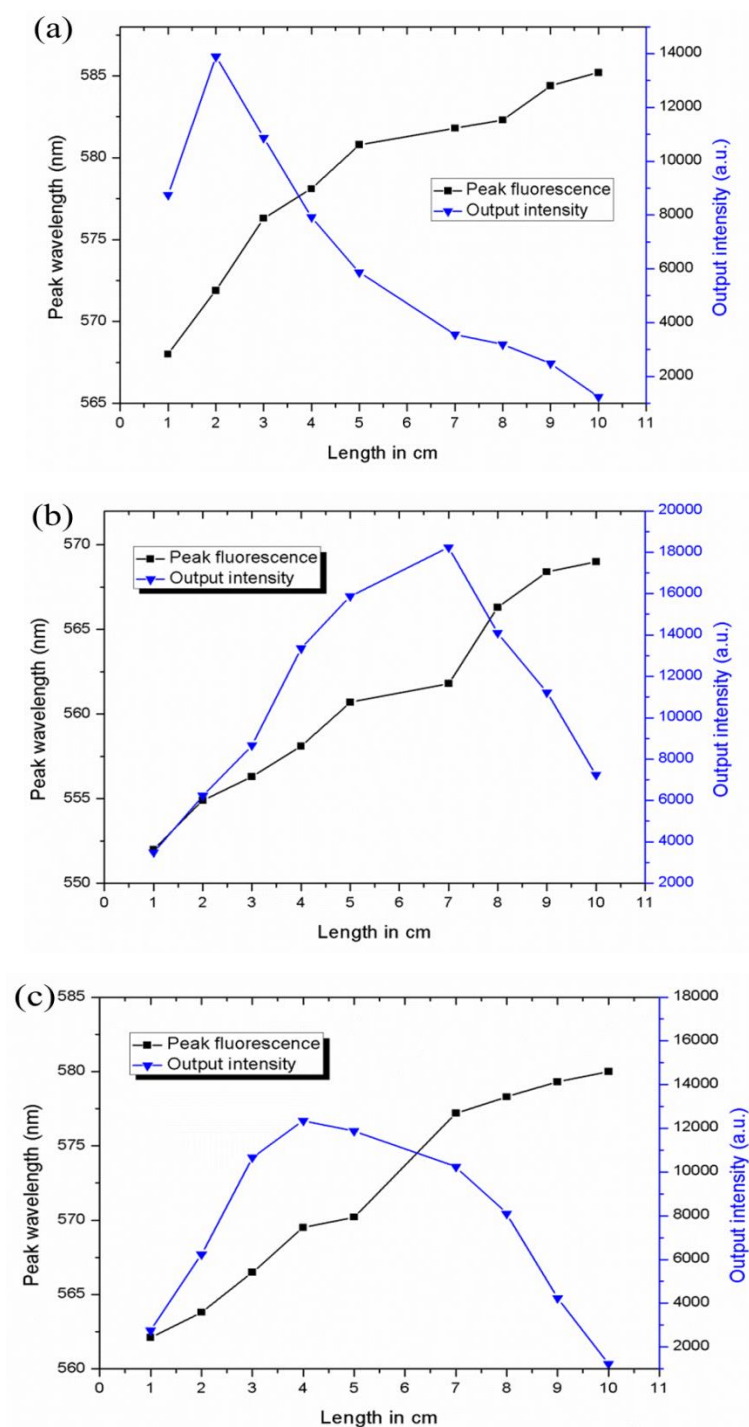 (a)
585
580
575
570
565
Peak wavelength (nm)
Peak fluorescence
Output intensity
14000
12000
10000
8000
6000
4000
2000
Output intensity (a.u.)
0 1 2 3 4 5 6 7 8 9 10 11
Length in cm
(b)
570
565
560
555
550
Peak wavelength (nm)
Peak fluorescence
Output intensity
20000
18000
16000
14000
12000
10000
8000
6000
4000
2000
Output intensity (a.u.)
0 1 2 3 4 5 6 7 8 9 10 11
Length in cm
(c)
585
580
575
570
565
560
Peak wavelength (nm)
Peak fluorescence
Output intensity
18000
16000
14000
12000
10000
8000
6000
4000
2000
Output intensity (a.u.)
0 1 2 3 4 5 6 7 8 9 10 11
Length in cm